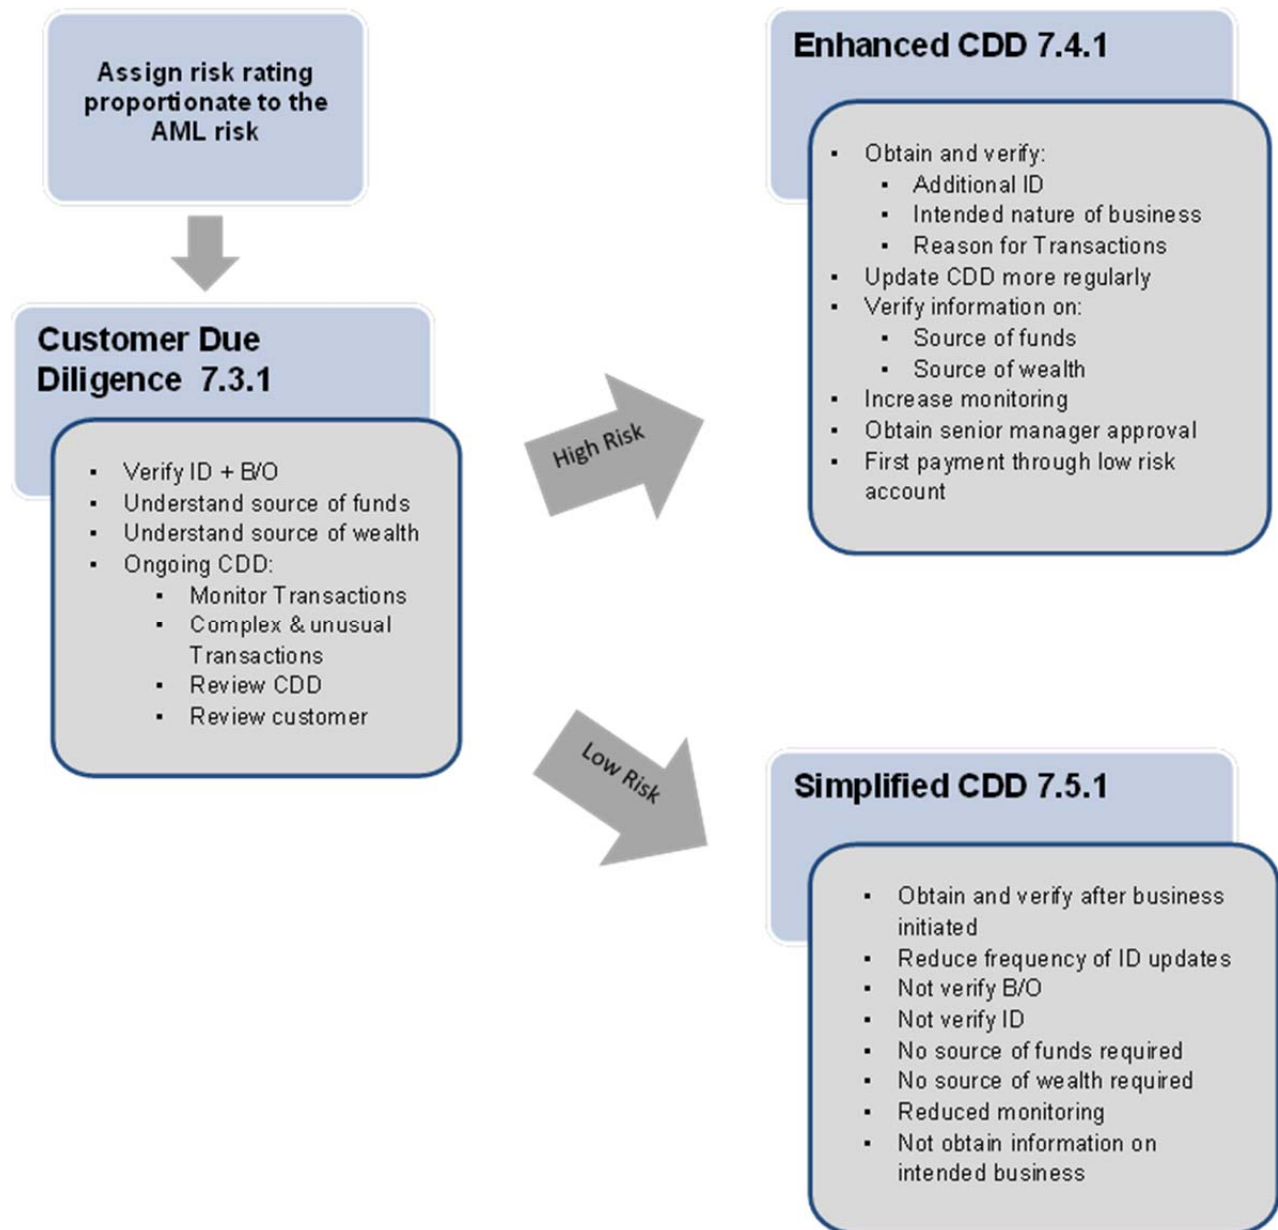 Assign risk rating
proportionate to the
AML risk
Customer Due
Diligence 7.3.1
▪ Verify ID + B/O
▪ Understand source of funds
▪ Understand source of wealth
▪ Ongoing CDD:
▪ Monitor Transactions
▪ Complex & unusual
Transactions
▪ Review CDD
▪ Review customer
High Risk
Low Risk
Enhanced CDD 7.4.1
▪ Obtain and verify:
▪ Additional ID
▪ Intended nature of business
▪ Reason for Transactions
▪ Update CDD more regularly
▪ Verify information on:
▪ Source of funds
▪ Source of wealth
▪ Increase monitoring
▪ Obtain senior manager approval
▪ First payment through low risk
account
Simplified CDD 7.5.1
▪ Obtain and verify after business
initiated
▪ Reduce frequency of ID updates
▪ Not verify B/O
▪ Not verify ID
▪ No source of funds required
▪ No source of wealth required
▪ Reduced monitoring
▪ Not obtain information on
intended business